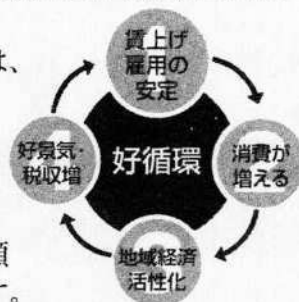 賃上げ
雇用の
安定
は、
好景気・
税収増
好循環
消費が
増える
地域経済
活性化
。